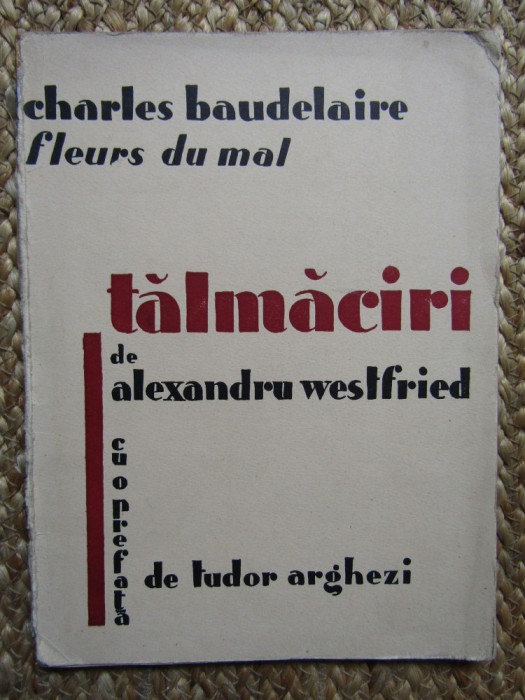 charles baudelaire
fleurs du mal
tălmăciri
de
alexandru westfried
cu o prefață
de tudor arghezi